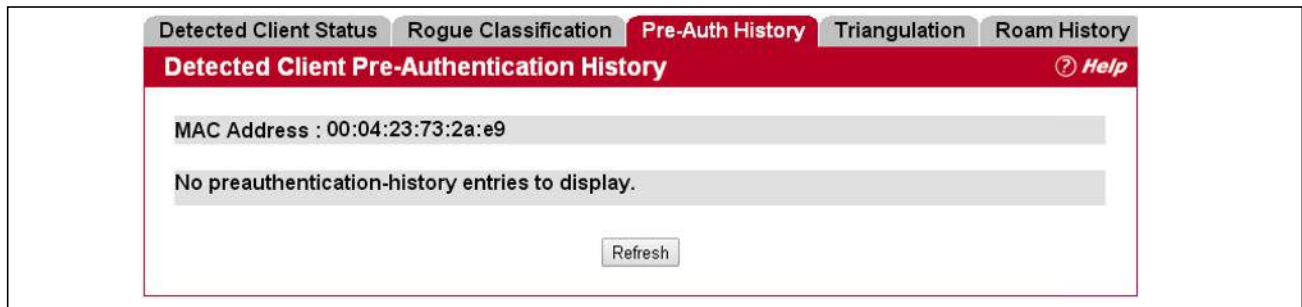 Detected Client Status Rogue Classification Pre-Auth History Triangulation Roam History
Detected Client Pre-Authentication History ? Help
MAC Address : 00:04:23:73:2a:e9
No preauthentication-history entries to display.
Refresh